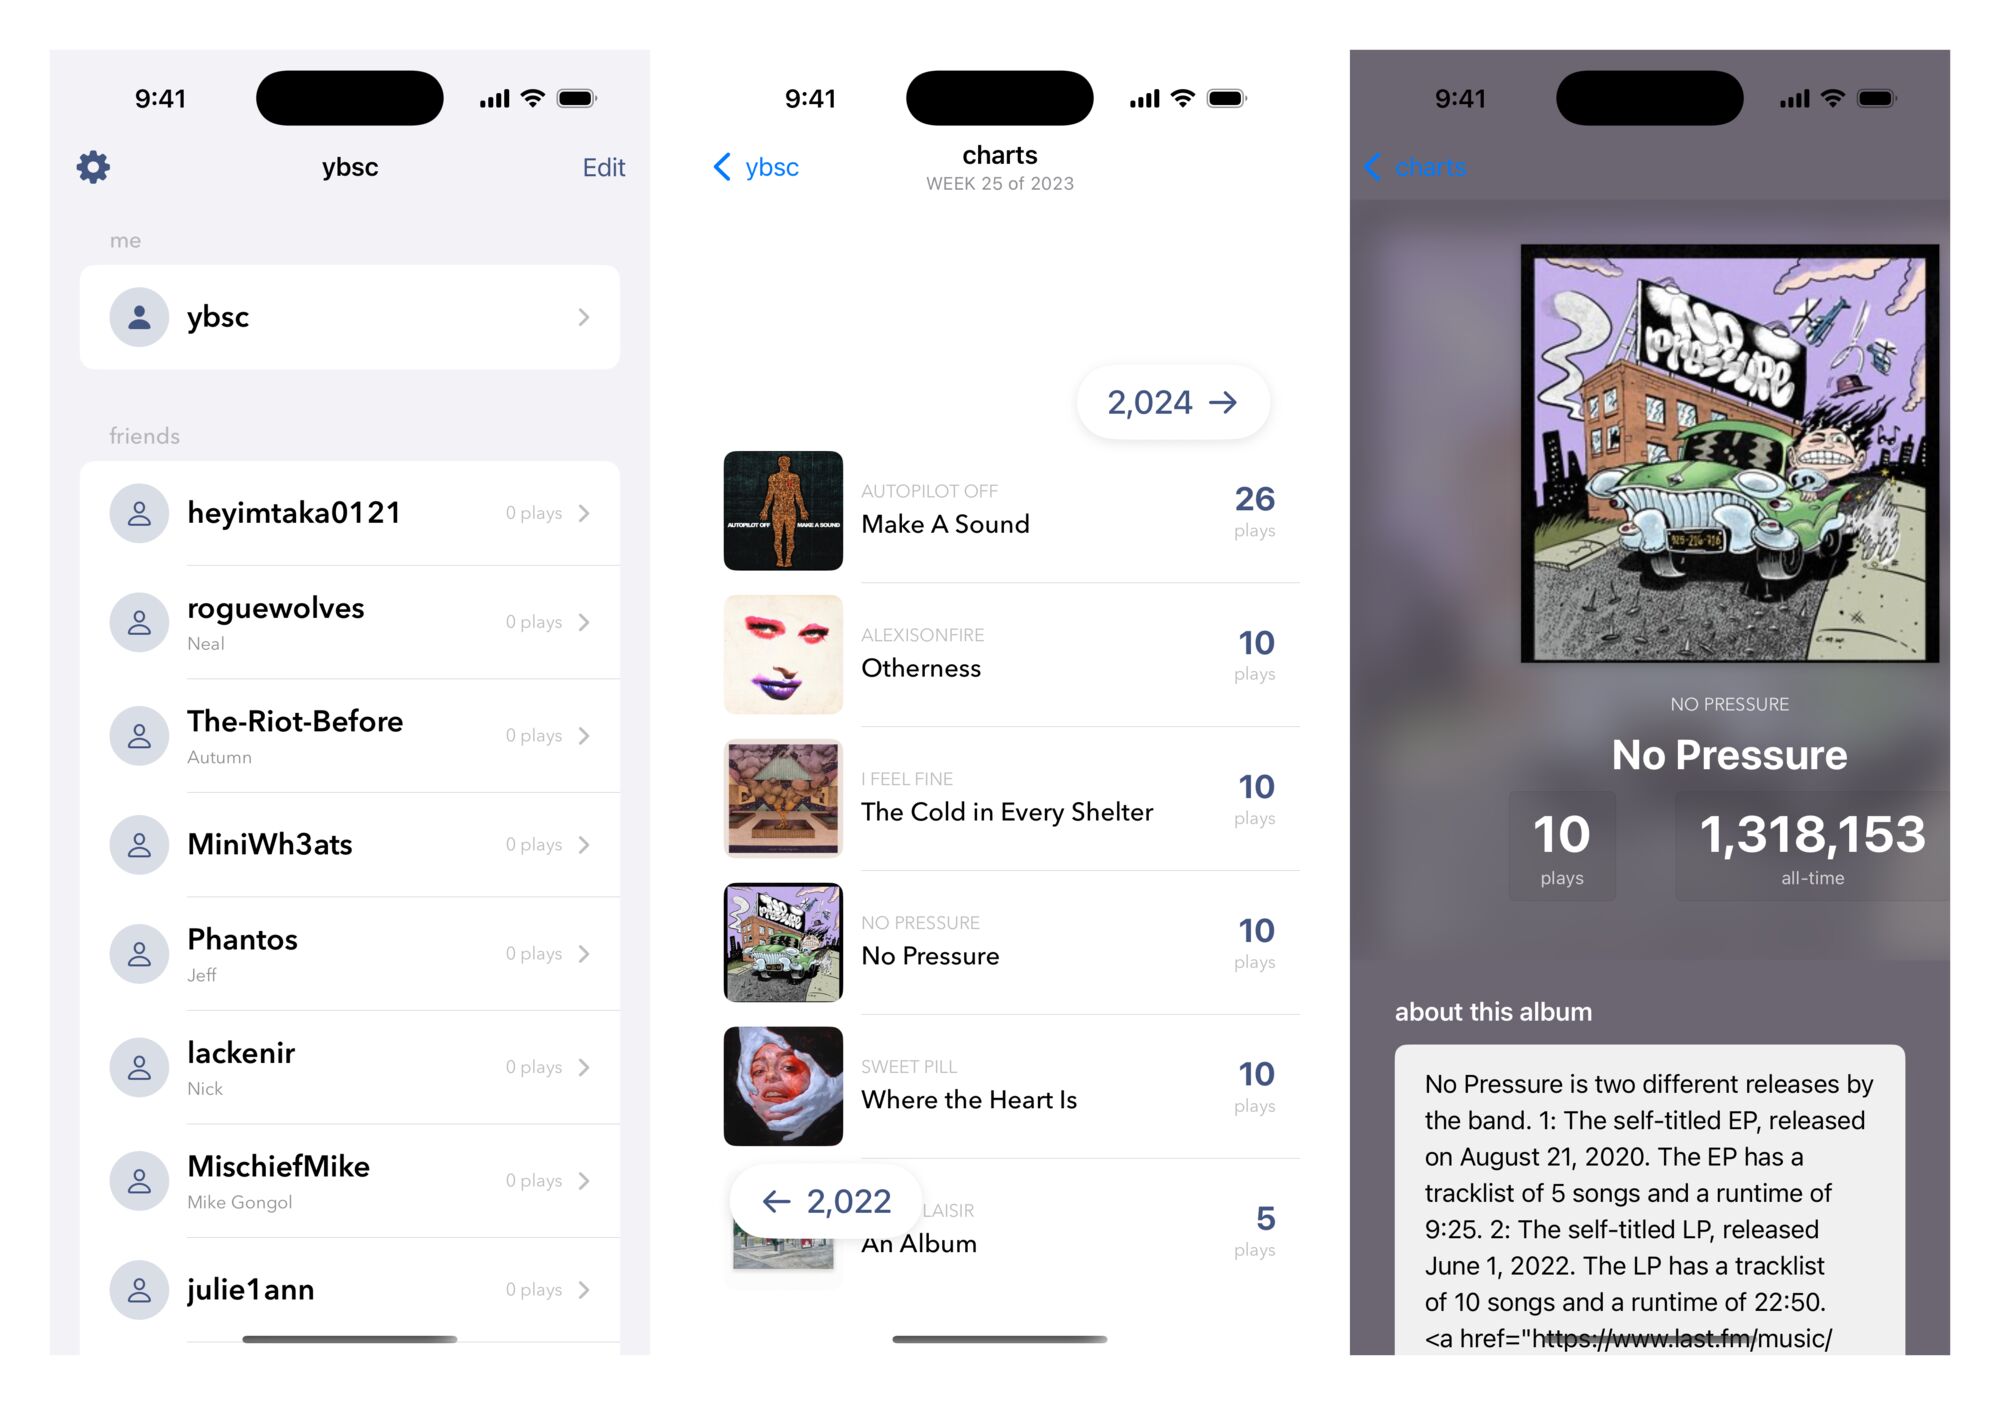 9:41
ybsc
Edit
me
ybsc
friends
heyimtaka0121
0 plays
roguewolves
Neal
0 plays
The-Riot-Before
Autumn
0 plays
MiniWh3ats
0 plays
Phantos
Jeff
0 plays
lackenir
Nick
0 plays
MischiefMike
Mike Gongol
0 plays
julie1ann
0 plays
9:41
ybsc
charts
WEEK 25 of 2023
2,024 →
AUTOPILOT OFF
MAKE A SOUND
AUTOPILOT OFF
Make A Sound
26
plays
ALEXISONFIRE
Otherness
10
plays
I FEEL FINE
The Cold in Every Shelter
10
plays
NO PRESSURE
NO PRESSURE
No Pressure
10
plays
SWEET PILL
Where the Heart Is
10
plays
← 2,022
LAISIR
An Album
5
plays
9:41
charts
NO PRESSURE
NO PRESSURE
No Pressure
10
plays
1,318,153
all-time
about this album
No Pressure is two different releases by
the band. 1: The self-titled EP, released
on August 21, 2020. The EP has a
tracklist of 5 songs and a runtime of
9:25. 2: The self-titled LP, released
June 1, 2022. The LP has a tracklist
of 10 songs and a runtime of 22:50.
<a href="https://www.last.fm/music/